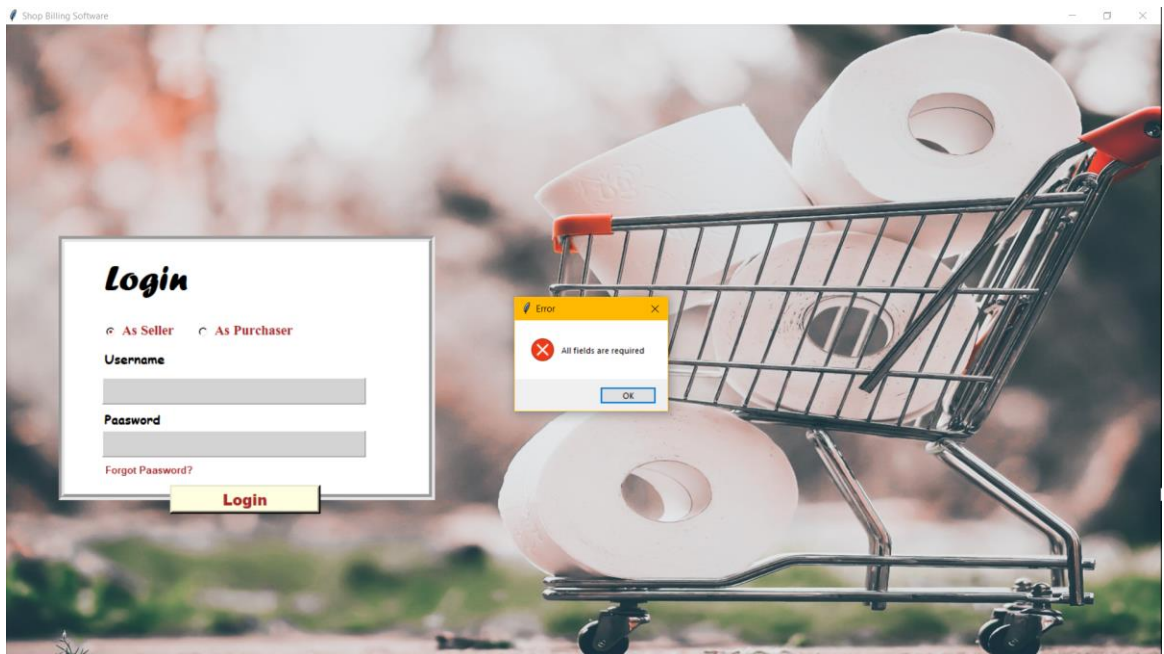 Shop Billing Software
Login
As Seller As Purchaser
Username
Paasword
Forgot Paasword?
Login
Error
All fields are required
OK